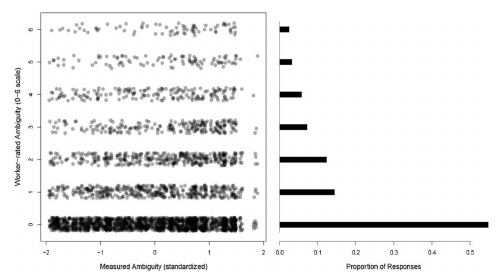 Worker-rated Ambiguity (0-6 scale)
6
5
4
3
2
1
0
-2 -1 0 1 2
Measured Ambiguity (standardized)
0.0 0.1 0.2 0.3 0.4 0.5
Proportion of Responses